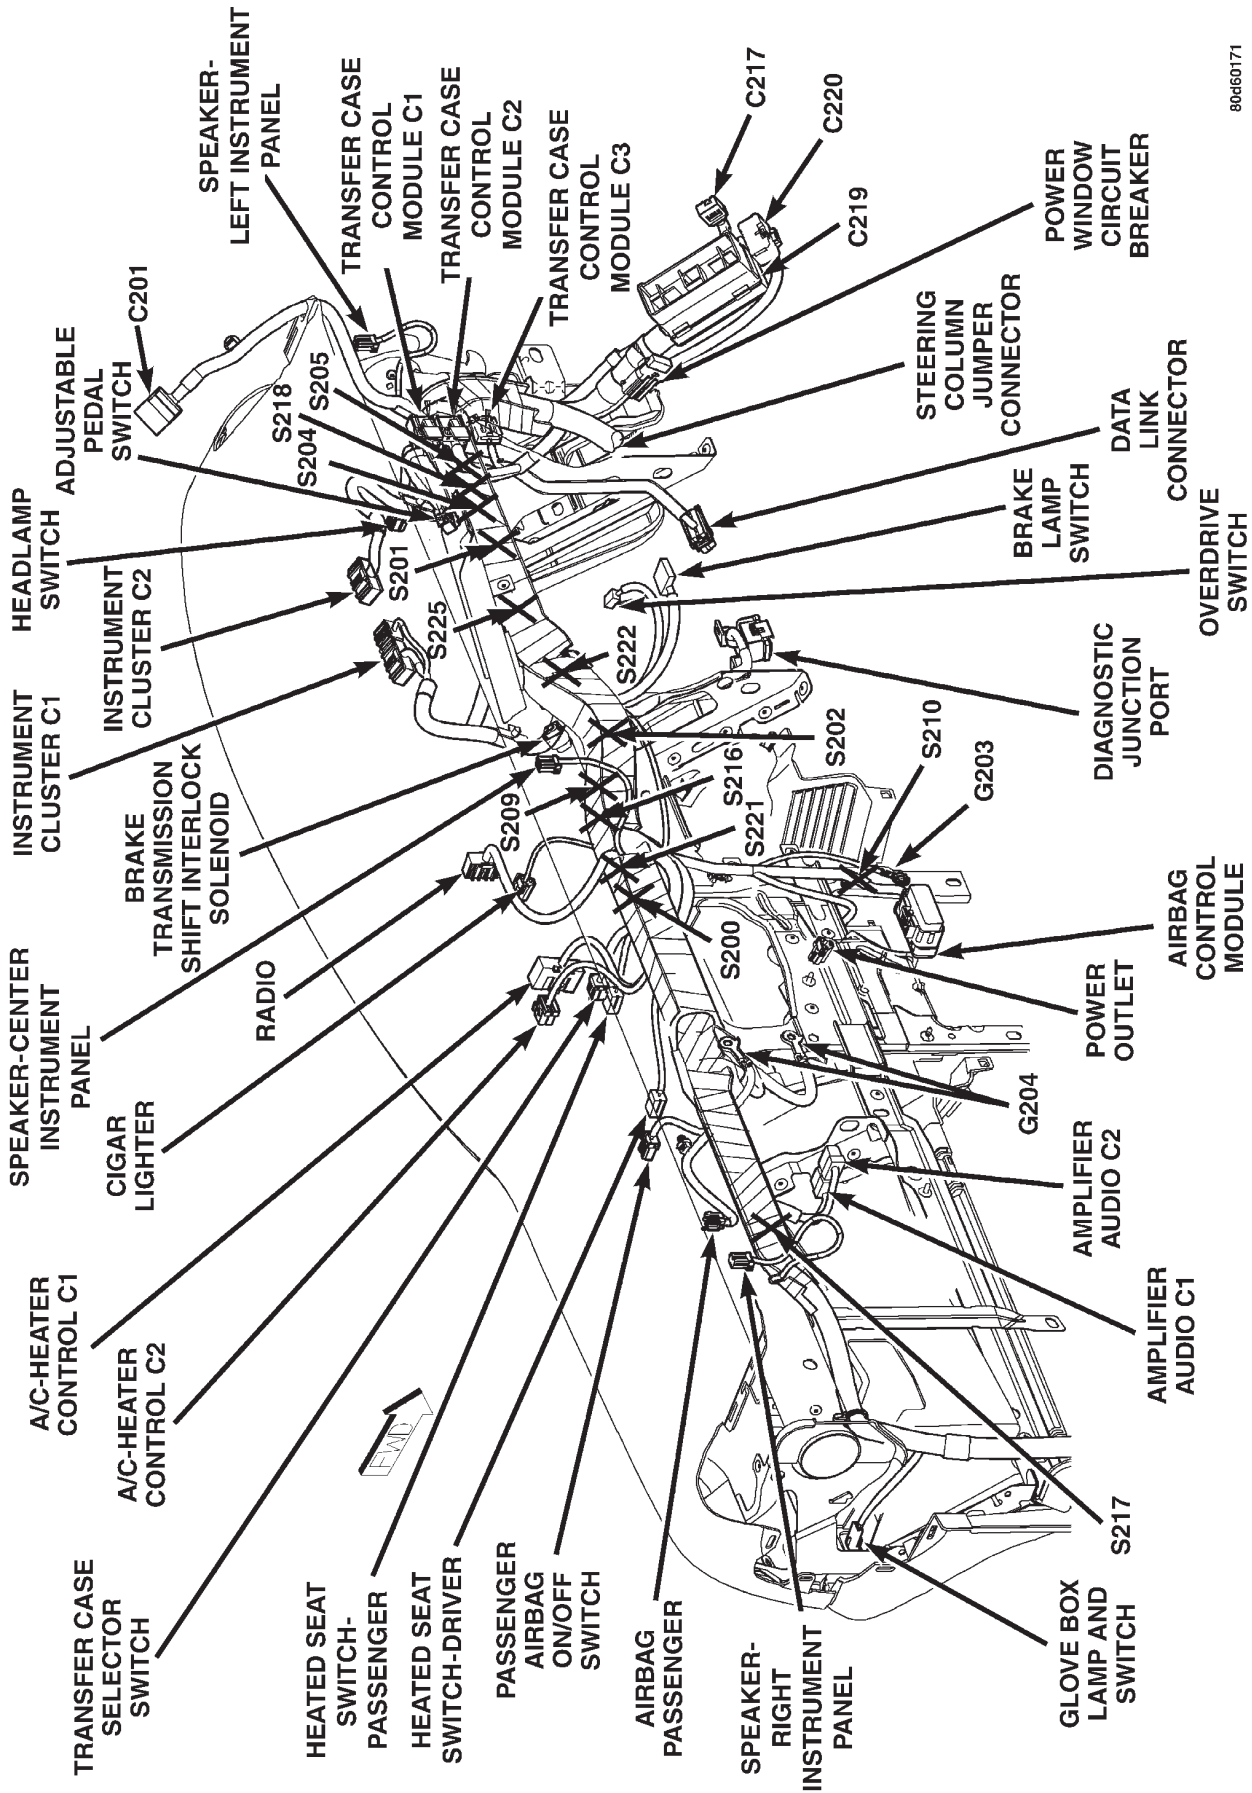 SPEAKER-
LEFT INSTRUMENT
PANEL
TRANSFER CASE
CONTROL
MODULE C1
TRANSFER CASE
CONTROL
MODULE C2
TRANSFER CASE
CONTROL
MODULE C3
C217
C220
C219
POWER
WINDOW
CIRCUIT
BREAKER
80d60171
C201
ADJUSTABLE
PEDAL
SWITCH
S205
S218
S204
STEERING
COLUMN
JUMPER
CONNECTOR
DATA
LINK
CONNECTOR
HEADLAMP
SWITCH
S201
BRAKE
LAMP
SWITCH
OVERDRIVE
SWITCH
INSTRUMENT
CLUSTER C2
S225
S222
INSTRUMENT
CLUSTER C1
DIAGNOSTIC
JUNCTION
PORT
BRAKE
TRANSMISSION
SHIFT INTERLOCK
SOLENOID
S209
S216
S202
S210
G203
S221
S200
AIRBAG
CONTROL
MODULE
SPEAKER-CENTER
INSTRUMENT
PANEL
RADIO
POWER
OUTLET
CIGAR
LIGHTER
G204
AMPLIFIER
AUDIO C2
A/C-HEATER
CONTROL C1
AMPLIFIER
AUDIO C1
A/C-HEATER
CONTROL C2
FWD
S217
TRANSFER CASE
SELECTOR
SWITCH
HEATED SEAT
SWITCH-
PASSENGER
HEATED SEAT
SWITCH-DRIVER
PASSENGER
AIRBAG
ON/OFF
SWITCH
AIRBAG
PASSENGER
SPEAKER-
RIGHT
INSTRUMENT
PANEL
GLOVE BOX
LAMP AND
SWITCH